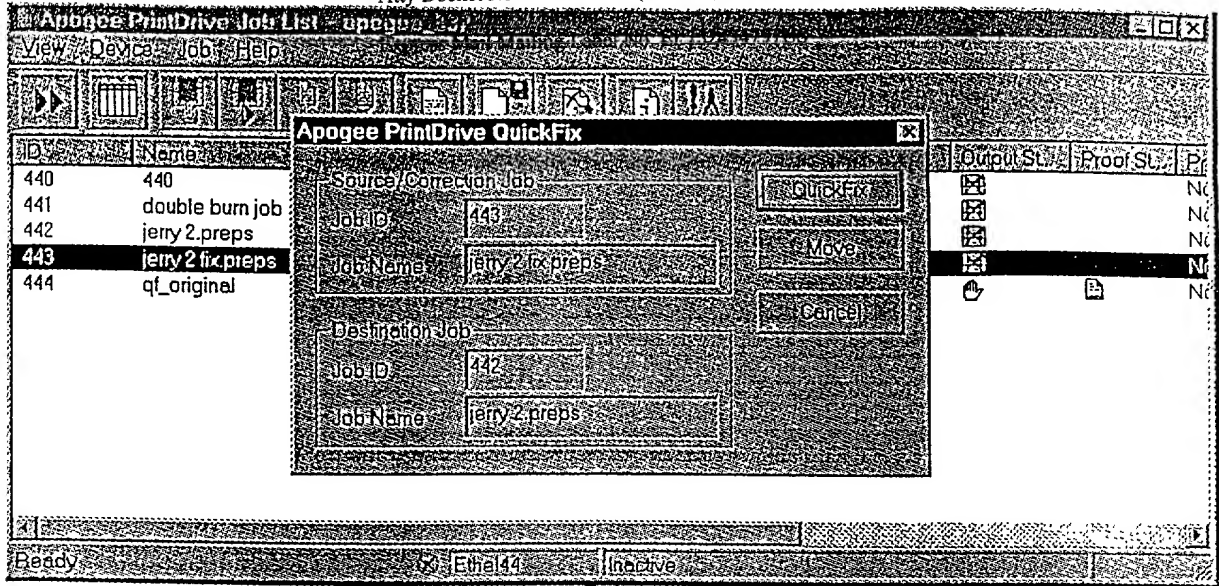 Apogee PrintDrive Job List -
View Device Job Help
Apogee PrintDrive QuickFix
ID Name Output St... Proof St...
Source/Correction Job
QuickFix
440 440
441 double burn job
Job ID 443
442 jerry 2.preps
Move
443 jerry 2 fix.preps
Job Name jerry 2 fix.preps
444 qf_original
Cancel
Destination Job
Job ID 442
Job Name jerry 2.preps
Ready Ethel44 Inactive